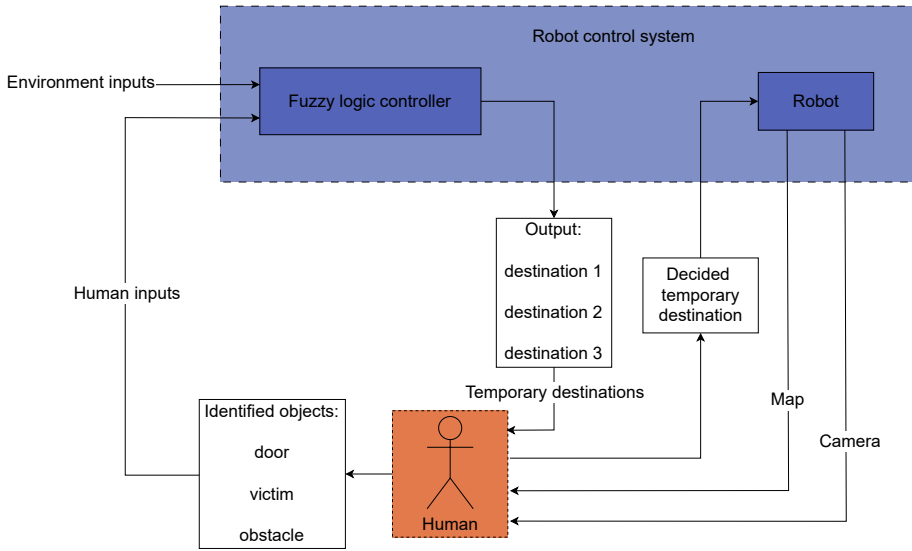 Robot control system
Environment inputs
Fuzzy logic controller
Robot
Human inputs
Output:
destination 1
destination 2
destination 3
Decided
temporary
destination
Temporary destinations
Map
Camera
Identified objects:
door
victim
obstacle
Human